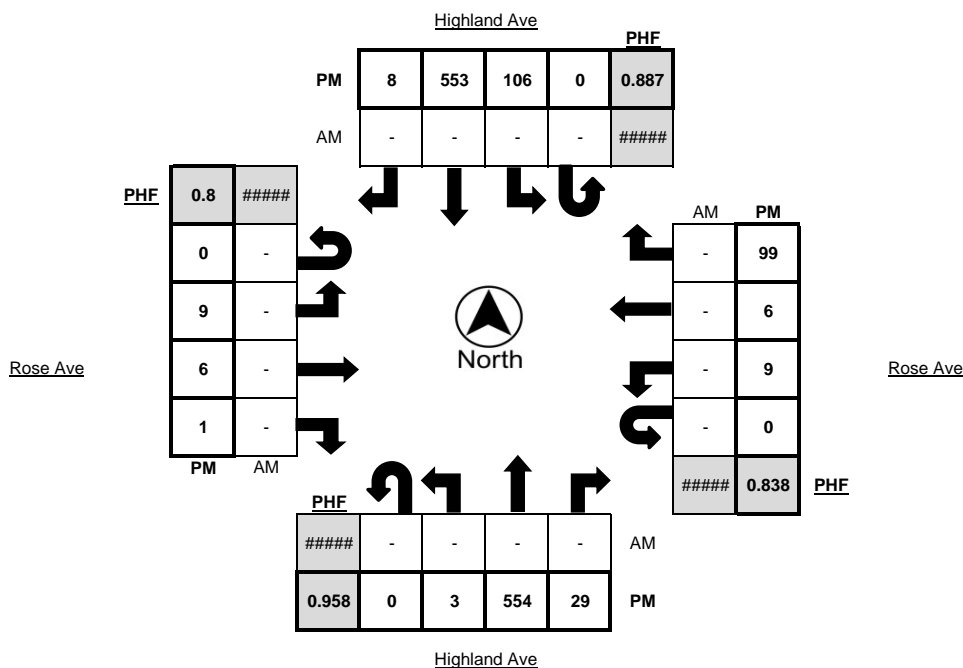 Highland Ave
PHF
PM 8 553 106 0 0.887
AM - - - - #####
PHF 0.8 #####
AM PM
0 -
- 99
9 -
- 6
North
Rose Ave
6 -
- 9
Rose Ave
1 -
- 0
PM AM
##### 0.838 PHF
PHF
##### - - - - AM
0.958 0 3 554 29 PM
Highland Ave